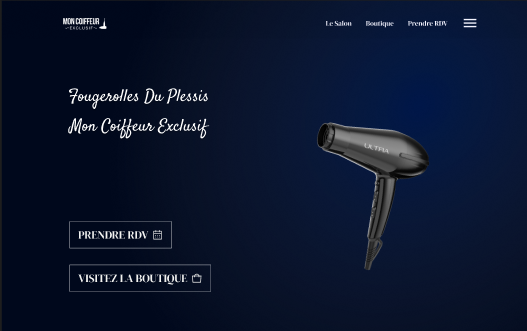 MON COIFFEUR
EXCLUSIF
Le Salon
Boutique
Prendre RDV
Fougerolles Du Plessis
Mon Coiffeur Exclusif
ULTRA
PRENDRE RDV
VISITEZ LA BOUTIQUE